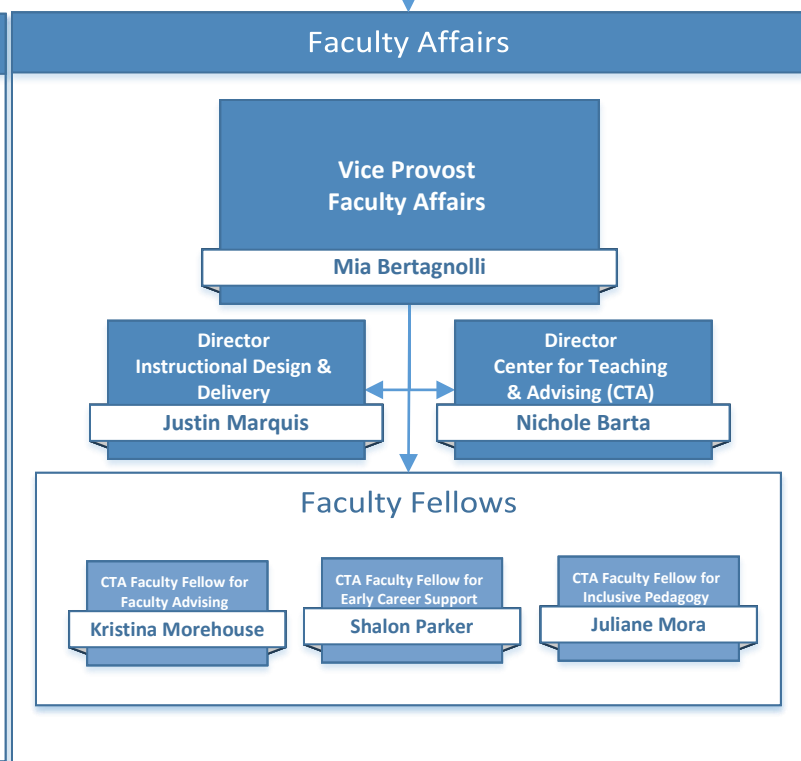 Faculty Affairs
Vice Provost
Faculty Affairs
Mia Bertagnolli
Director
Instructional Design &
Delivery
Justin Marquis
Director
Center for Teaching
& Advising (CTA)
Nichole Barta
Faculty Fellows
CTA Faculty Fellow for
Faculty Advising
Kristina Morehouse
CTA Faculty Fellow for
Early Career Support
Shalon Parker
CTA Faculty Fellow for
Inclusive Pedagogy
Juliane Mora